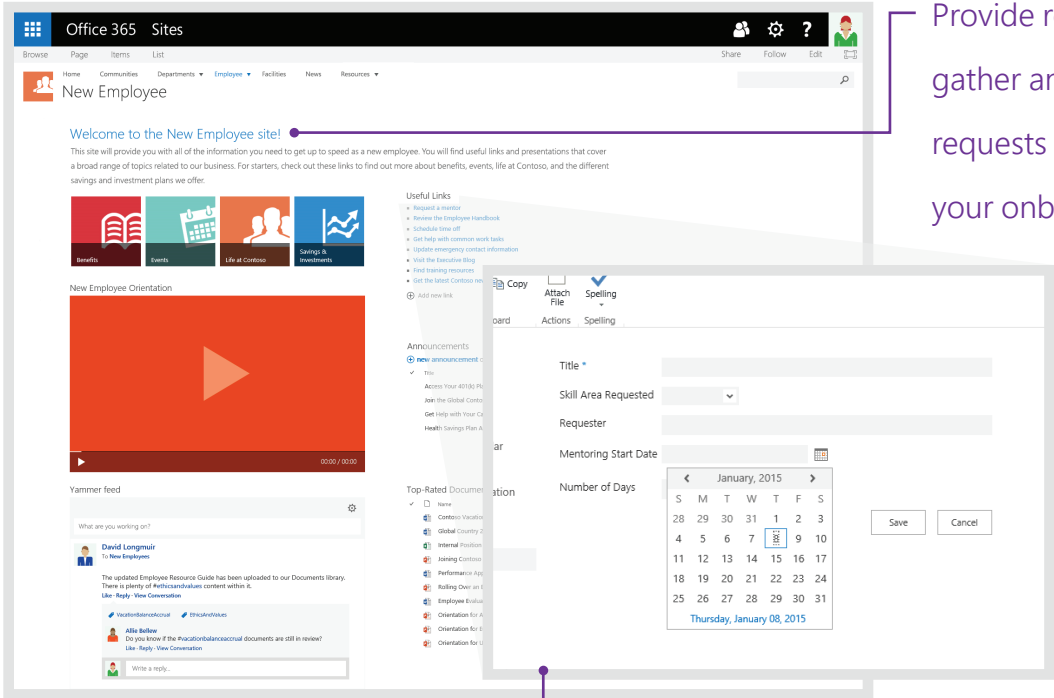 Office 365 Sites
?
Browse Page Items List
Share Follow Edit
Home Communities Departments Employee Facilities News Resources
New Employee
Provide
gather
requests
your
Welcome to the New Employee site!
This site will provide you with all of the information you need to get up to speed as a new employee. You will find useful links and presentations that cover
a broad range of topics related to our business. For starters, check out these links to find out more about benefits, events, life at Contoso, and the different
savings and investment plans we offer.
Benefits
Events
Life at Contoso
Savings &
Investments
Useful Links
Request a mentor
Review the Employee Handbook
Schedule time off
Get help with common work tasks
Update emergency contact information
Visit the Executive Blog
Find training resources
Get the latest Contoso
Add new link
New Employee Orientation
00:00 / 00:00
Announcements
new announcement
Title
Access Your 401(k)
Join the Global
Get Help with Your
Health Savings Plan
Yammer feed
What are you working on?
David Longmuir
To New Employees
The updated Employee Resource Guide has been uploaded to our Documents library.
There is plenty of #ethicsandvalues content within it.
Like · Reply · View Conversation
VacationBalanceAccrual EthicsAndValues
Allie Bellew
Do you know if the #vacationbalanceaccrual documents are still in review?
Like · Reply · View Conversation
Write a reply...
Top-Rated
Name
Contoso
Global Country
Internal Position
Joining Contoso
Performance
Rolling Over an
Employee
Orientation for
Orientation for
Orientation for
Copy
Attach
File
Spelling
Actions Spelling
Title *
Skill Area Requested
Requester
Mentoring Start Date
Number of Days
January, 2015
S M T W T F S
28 29 30 31 1 2 3
4 5 6 7 8 9 10
11 12 13 14 15 16 17
18 19 20 21 22 23 24
25 26 27 28 29 30 31
Thursday, January 08, 2015
Save Cancel